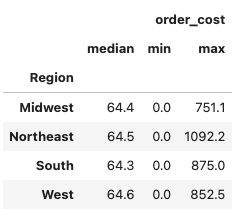 order_cost
median min max
Region
Midwest 64.4 0.0 751.1
Northeast 64.5 0.0 1092.2
South 64.3 0.0 875.0
West 64.6 0.0 852.5